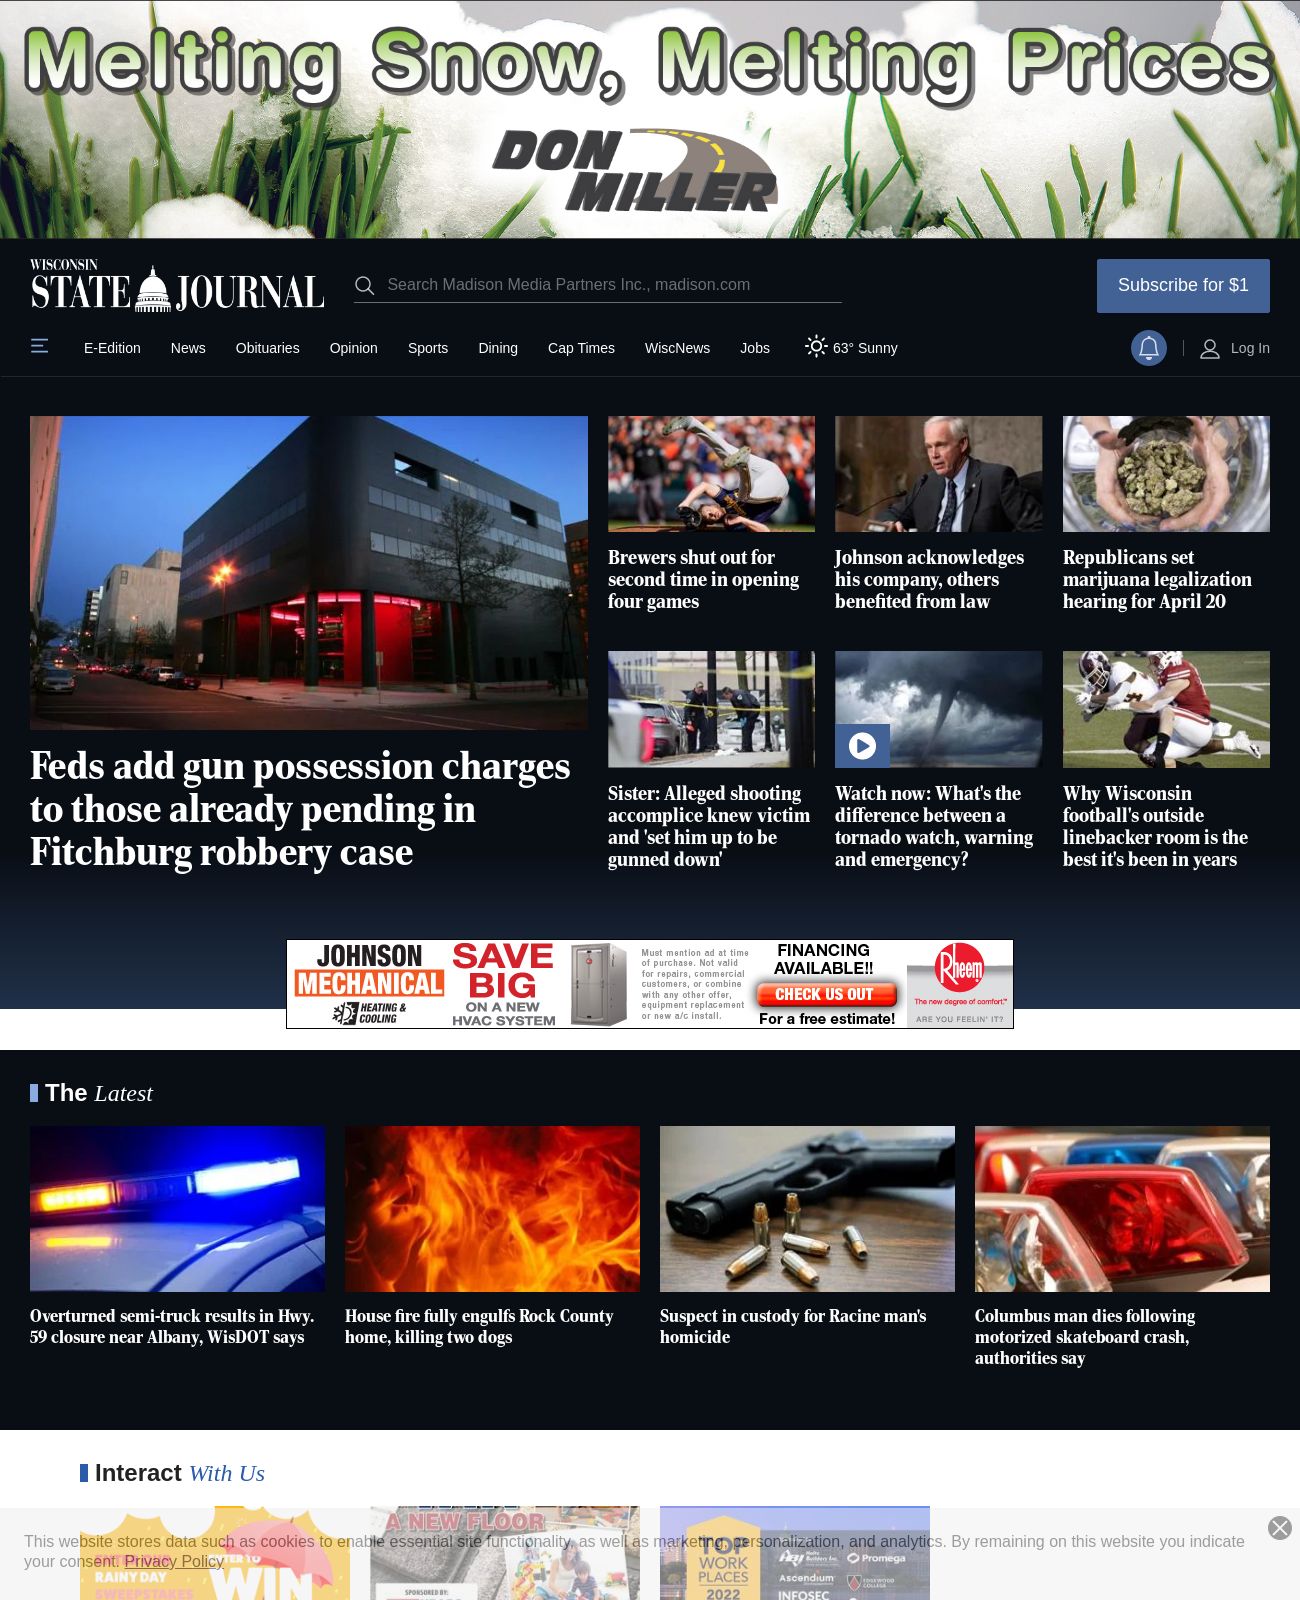 Melting Snow, Melting Prices
DON
MILLER
WISCONSIN
STATE JOURNAL
Search Madison Media Partners Inc., madison.com
Subscribe for $1
E-Edition News Obituaries Opinion Sports Dining Cap Times WiscNews Jobs 63° Sunny Log In
Brewers shut out for
second time in opening
four games
Johnson acknowledges
his company, others
benefited from law
Republicans set
marijuana legalization
hearing for April 20
Feds add gun possession charges
to those already pending in
Fitchburg robbery case
Sister: Alleged shooting
accomplice knew victim
and 'set him up to be
gunned down'
Watch now: What's the
difference between a
tornado watch, warning
and emergency?
Why Wisconsin
football's outside
linebacker room is the
best it's been in years
JOHNSON
MECHANICAL
HEATING &
COOLING
SAVE
BIG
ON A NEW
HVAC SYSTEM
Must mention ad at time
of purchase. Not valid
for repairs, commercial
customers, or combine
with any other offer,
equipment replacement
or new a/c install.
FINANCING
AVAILABLE!!
CHECK US OUT
For a free estimate!
Rheem
The new degree of comfort.™
ARE YOU FEELIN' IT?
The Latest
Overturned semi-truck results in Hwy.
59 closure near Albany, WisDOT says
House fire fully engulfs Rock County
home, killing two dogs
Suspect in custody for Racine man's
homicide
Columbus man dies following
motorized skateboard crash,
authorities say
Interact With Us
This website stores data such as cookies to enable essential site functionality, as well as marketing, personalization, and analytics. By remaining on this website you indicate
your consent. Privacy Policy
RAINY DAY
SWEEPSTAKES
WIN
A NEW FLOOR
SPONSORED BY:
TOP
WORK
PLACES
2022
Promega
Ascendium
EDGEWOOD
COLLEGE
INFOSEC